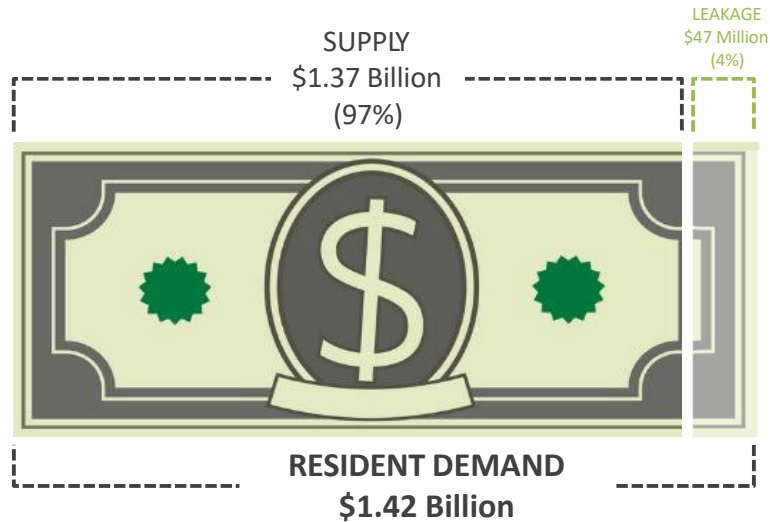 SUPPLY
$1.37 Billion
(97%)
LEAKAGE
$47 Million
(4%)
$
RESIDENT DEMAND
$1.42 Billion